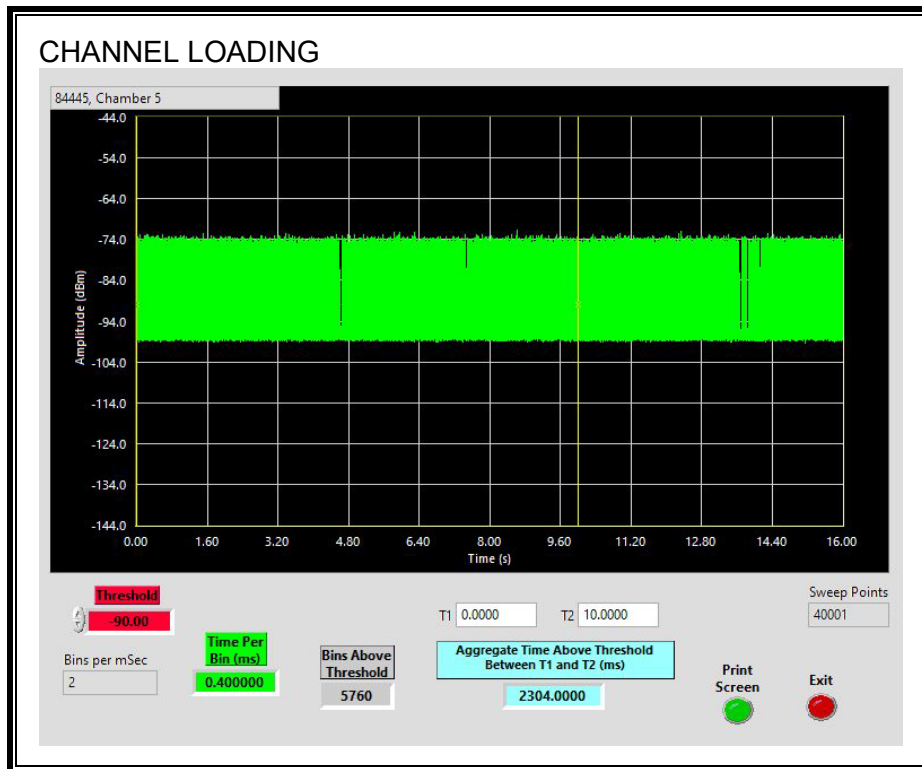 CHANNEL LOADING
84445, Chamber 5
-44.0
-54.0
-64.0
-74.0
-84.0
-94.0
-104.0
-114.0
-124.0
-134.0
-144.0
Amplitude (dBm)
0.00 1.60 3.20 4.80 6.40 8.00 9.60 11.20 12.80 14.40 16.00
Time (s)
Threshold
-90.00
Bins per mSec
2
Time Per
Bin (ms)
0.400000
Bins Above
Threshold
5760
T1 0.0000 T2 10.0000
Aggregate Time Above Threshold
Between T1 and T2 (ms)
2304.0000
Sweep Points
40001
Print
Screen
Exit